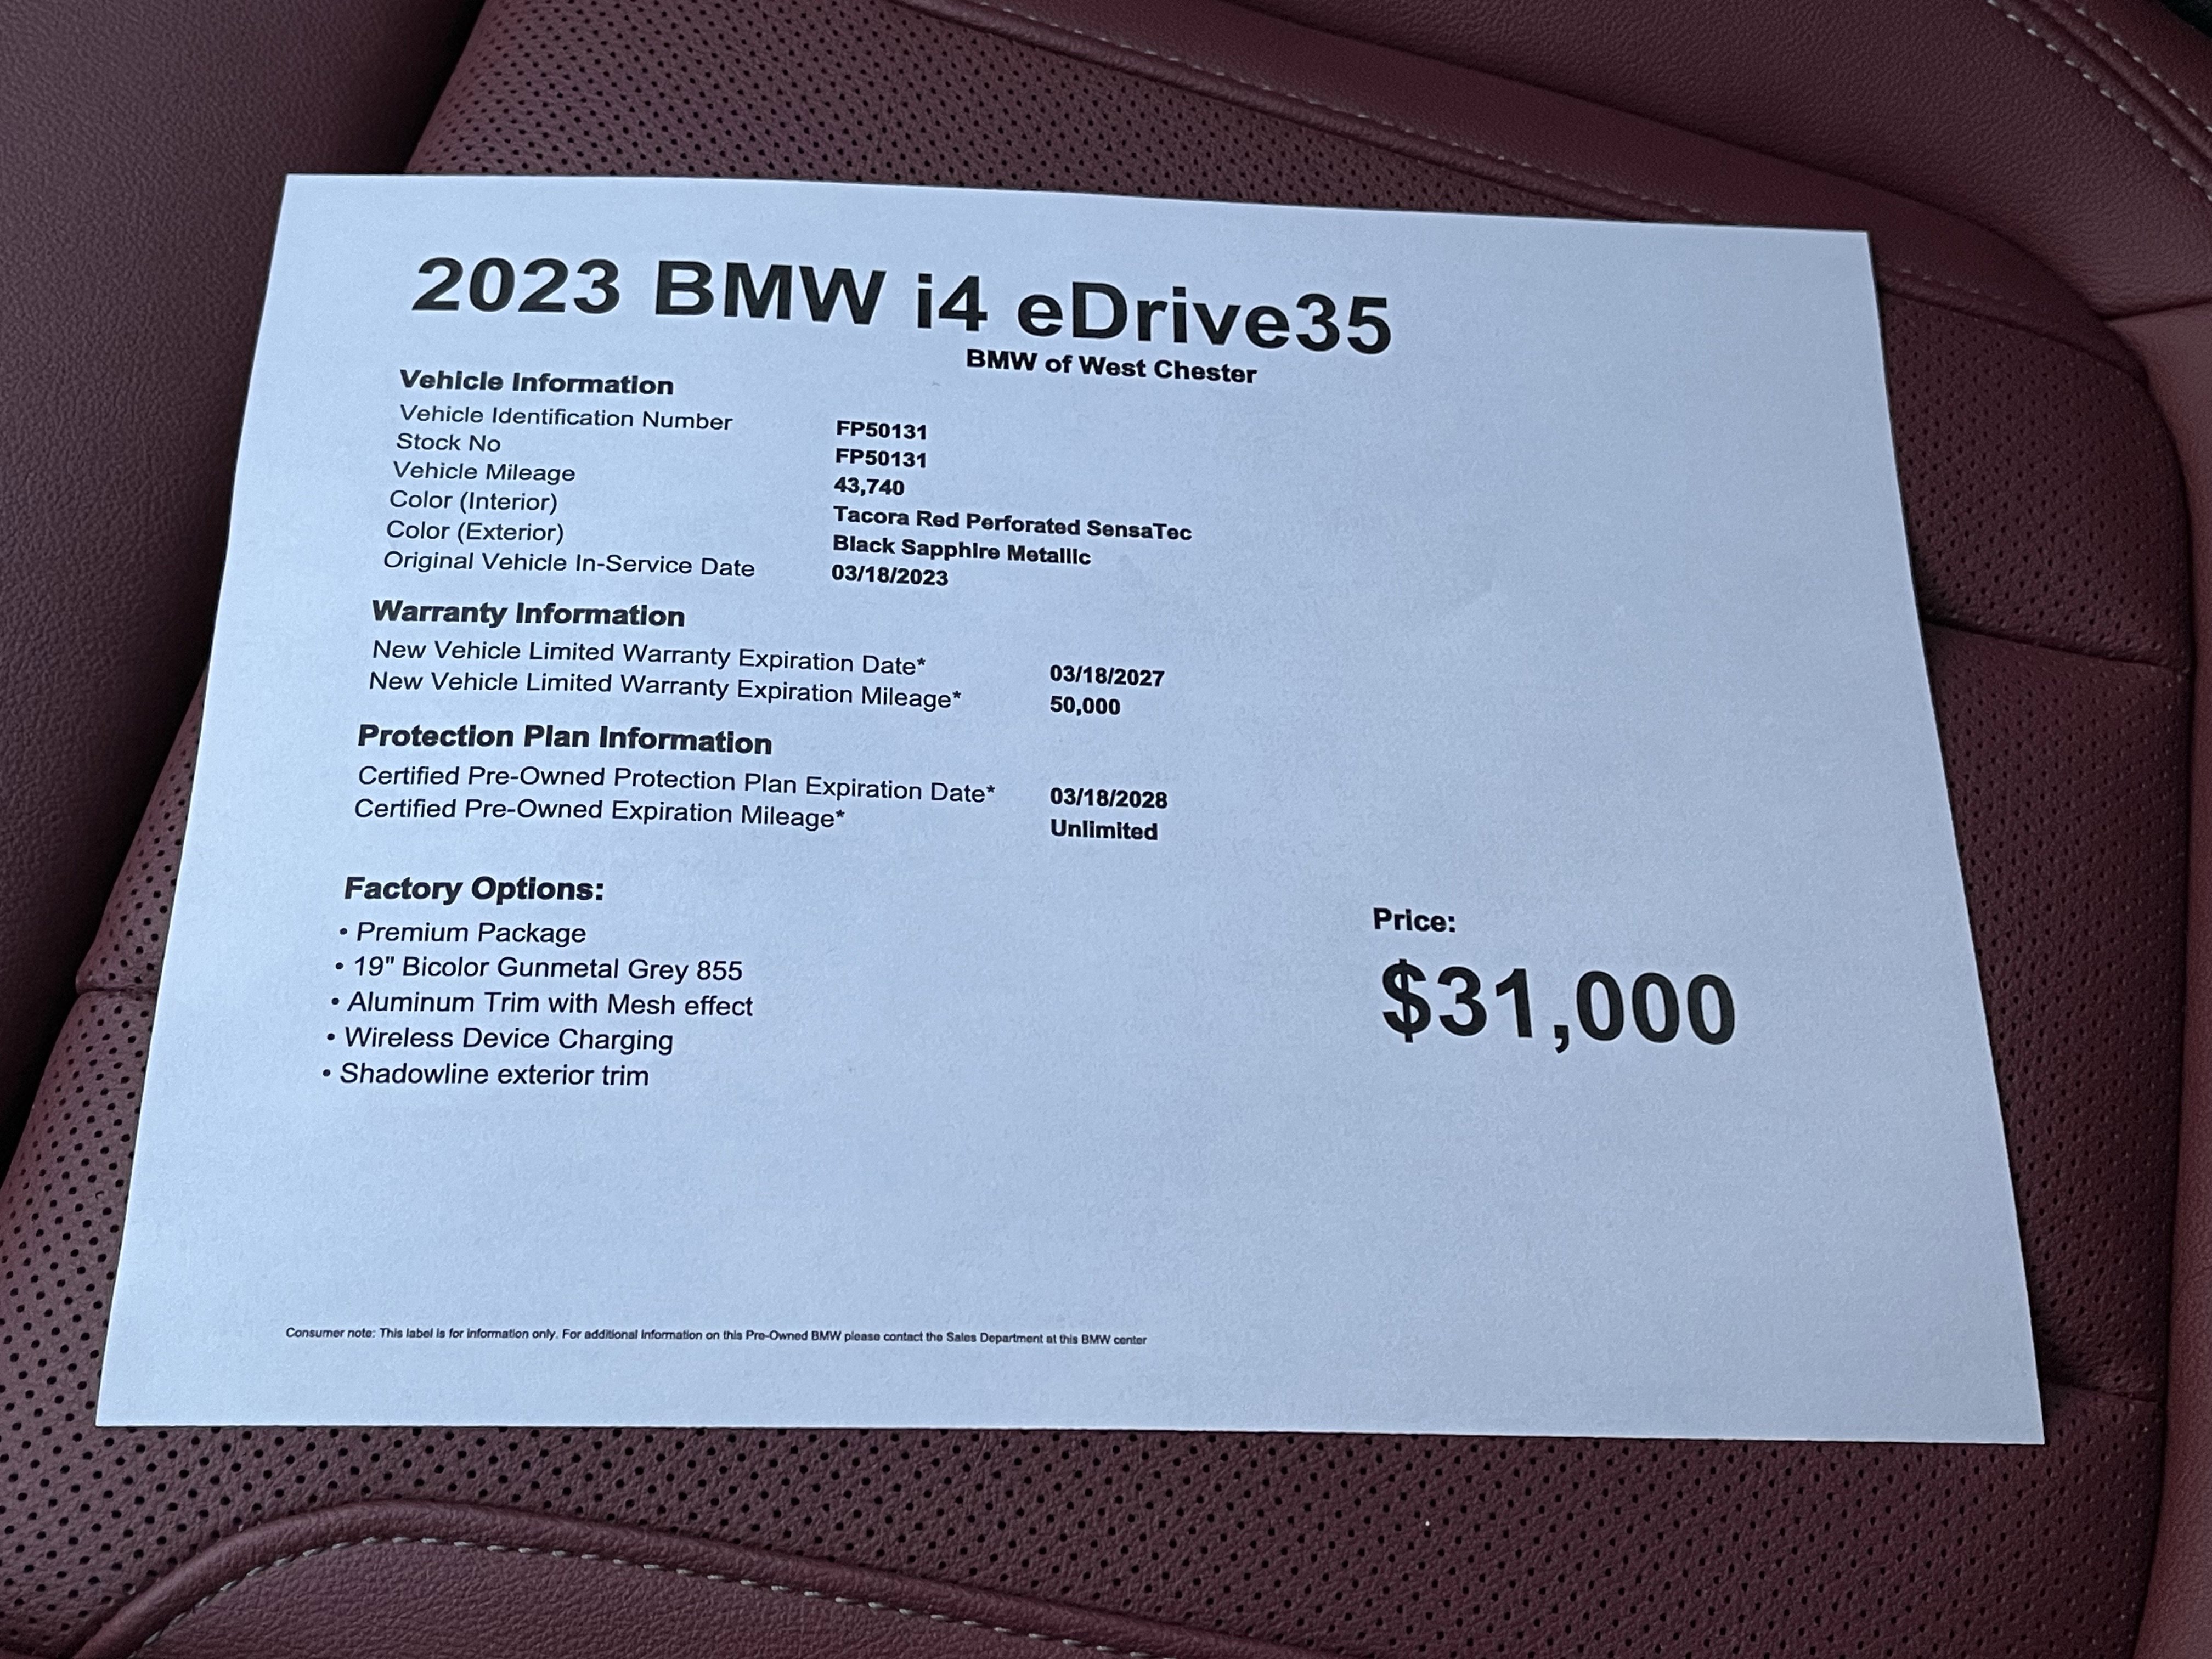 2023 BMW i4 eDrive35
BMW of West Chester
Vehicle Information
Vehicle Identification Number FP50131
Stock No FP50131
Vehicle Mileage 43,740
Color (Interior) Tacora Red Perforated SensaTec
Color (Exterior) Black Sapphire Metallic
Original Vehicle In-Service Date 03/18/2023
Warranty Information
New Vehicle Limited Warranty Expiration Date* 03/18/2027
New Vehicle Limited Warranty Expiration Mileage* 50,000
Protection Plan Information
Certified Pre-Owned Protection Plan Expiration Date* 03/18/2028
Certified Pre-Owned Expiration Mileage* Unlimited
Factory Options:
• Premium Package
• 19" Bicolor Gunmetal Grey 855
• Aluminum Trim with Mesh effect
• Wireless Device Charging
• Shadowline exterior trim
Price:
$31,000
Consumer note: This label is for information only. For additional information on this Pre-Owned BMW please contact the Sales Department at this BMW center